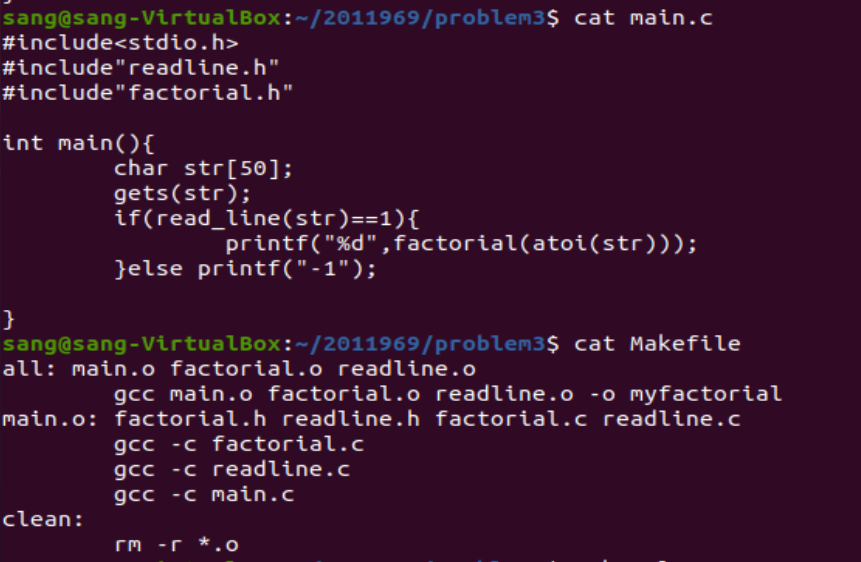 sang@sang-VirtualBox:~/2011969/problem3$ cat main.c
#include<stdio.h>
#include"readline.h"
#include"factorial.h"

int main(){
        char str[50];
        gets(str);
        if(read_line(str)==1){
                printf("%d",factorial(atoi(str)));
        }else printf("-1");

}
sang@sang-VirtualBox:~/2011969/problem3$ cat Makefile
all: main.o factorial.o readline.o
        gcc main.o factorial.o readline.o -o myfactorial
main.o: factorial.h readline.h factorial.c readline.c
        gcc -c factorial.c
        gcc -c readline.c
        gcc -c main.c
clean:
        rm -r *.o